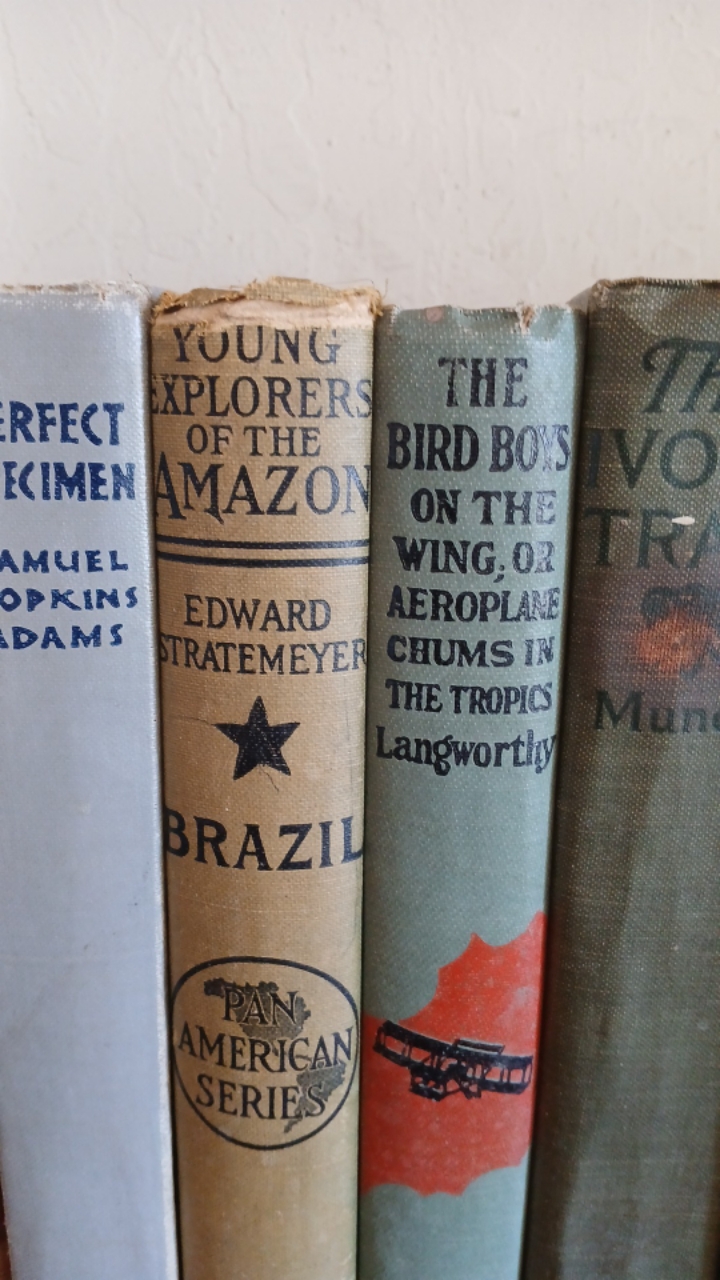 ERFECT
ECIMEN
AMUEL
OPKINS
ADAMS
YOUNG
EXPLORERS
OF THE
AMAZON
EDWARD
STRATEMEYER
BRAZIL
PAN
AMERICAN
SERIES
THE
BIRD BOYS
ON THE
WING; OR
AEROPLANE
CHUMS IN
THE TROPICS
Langworthy
Th
IVO
TRA
Mun